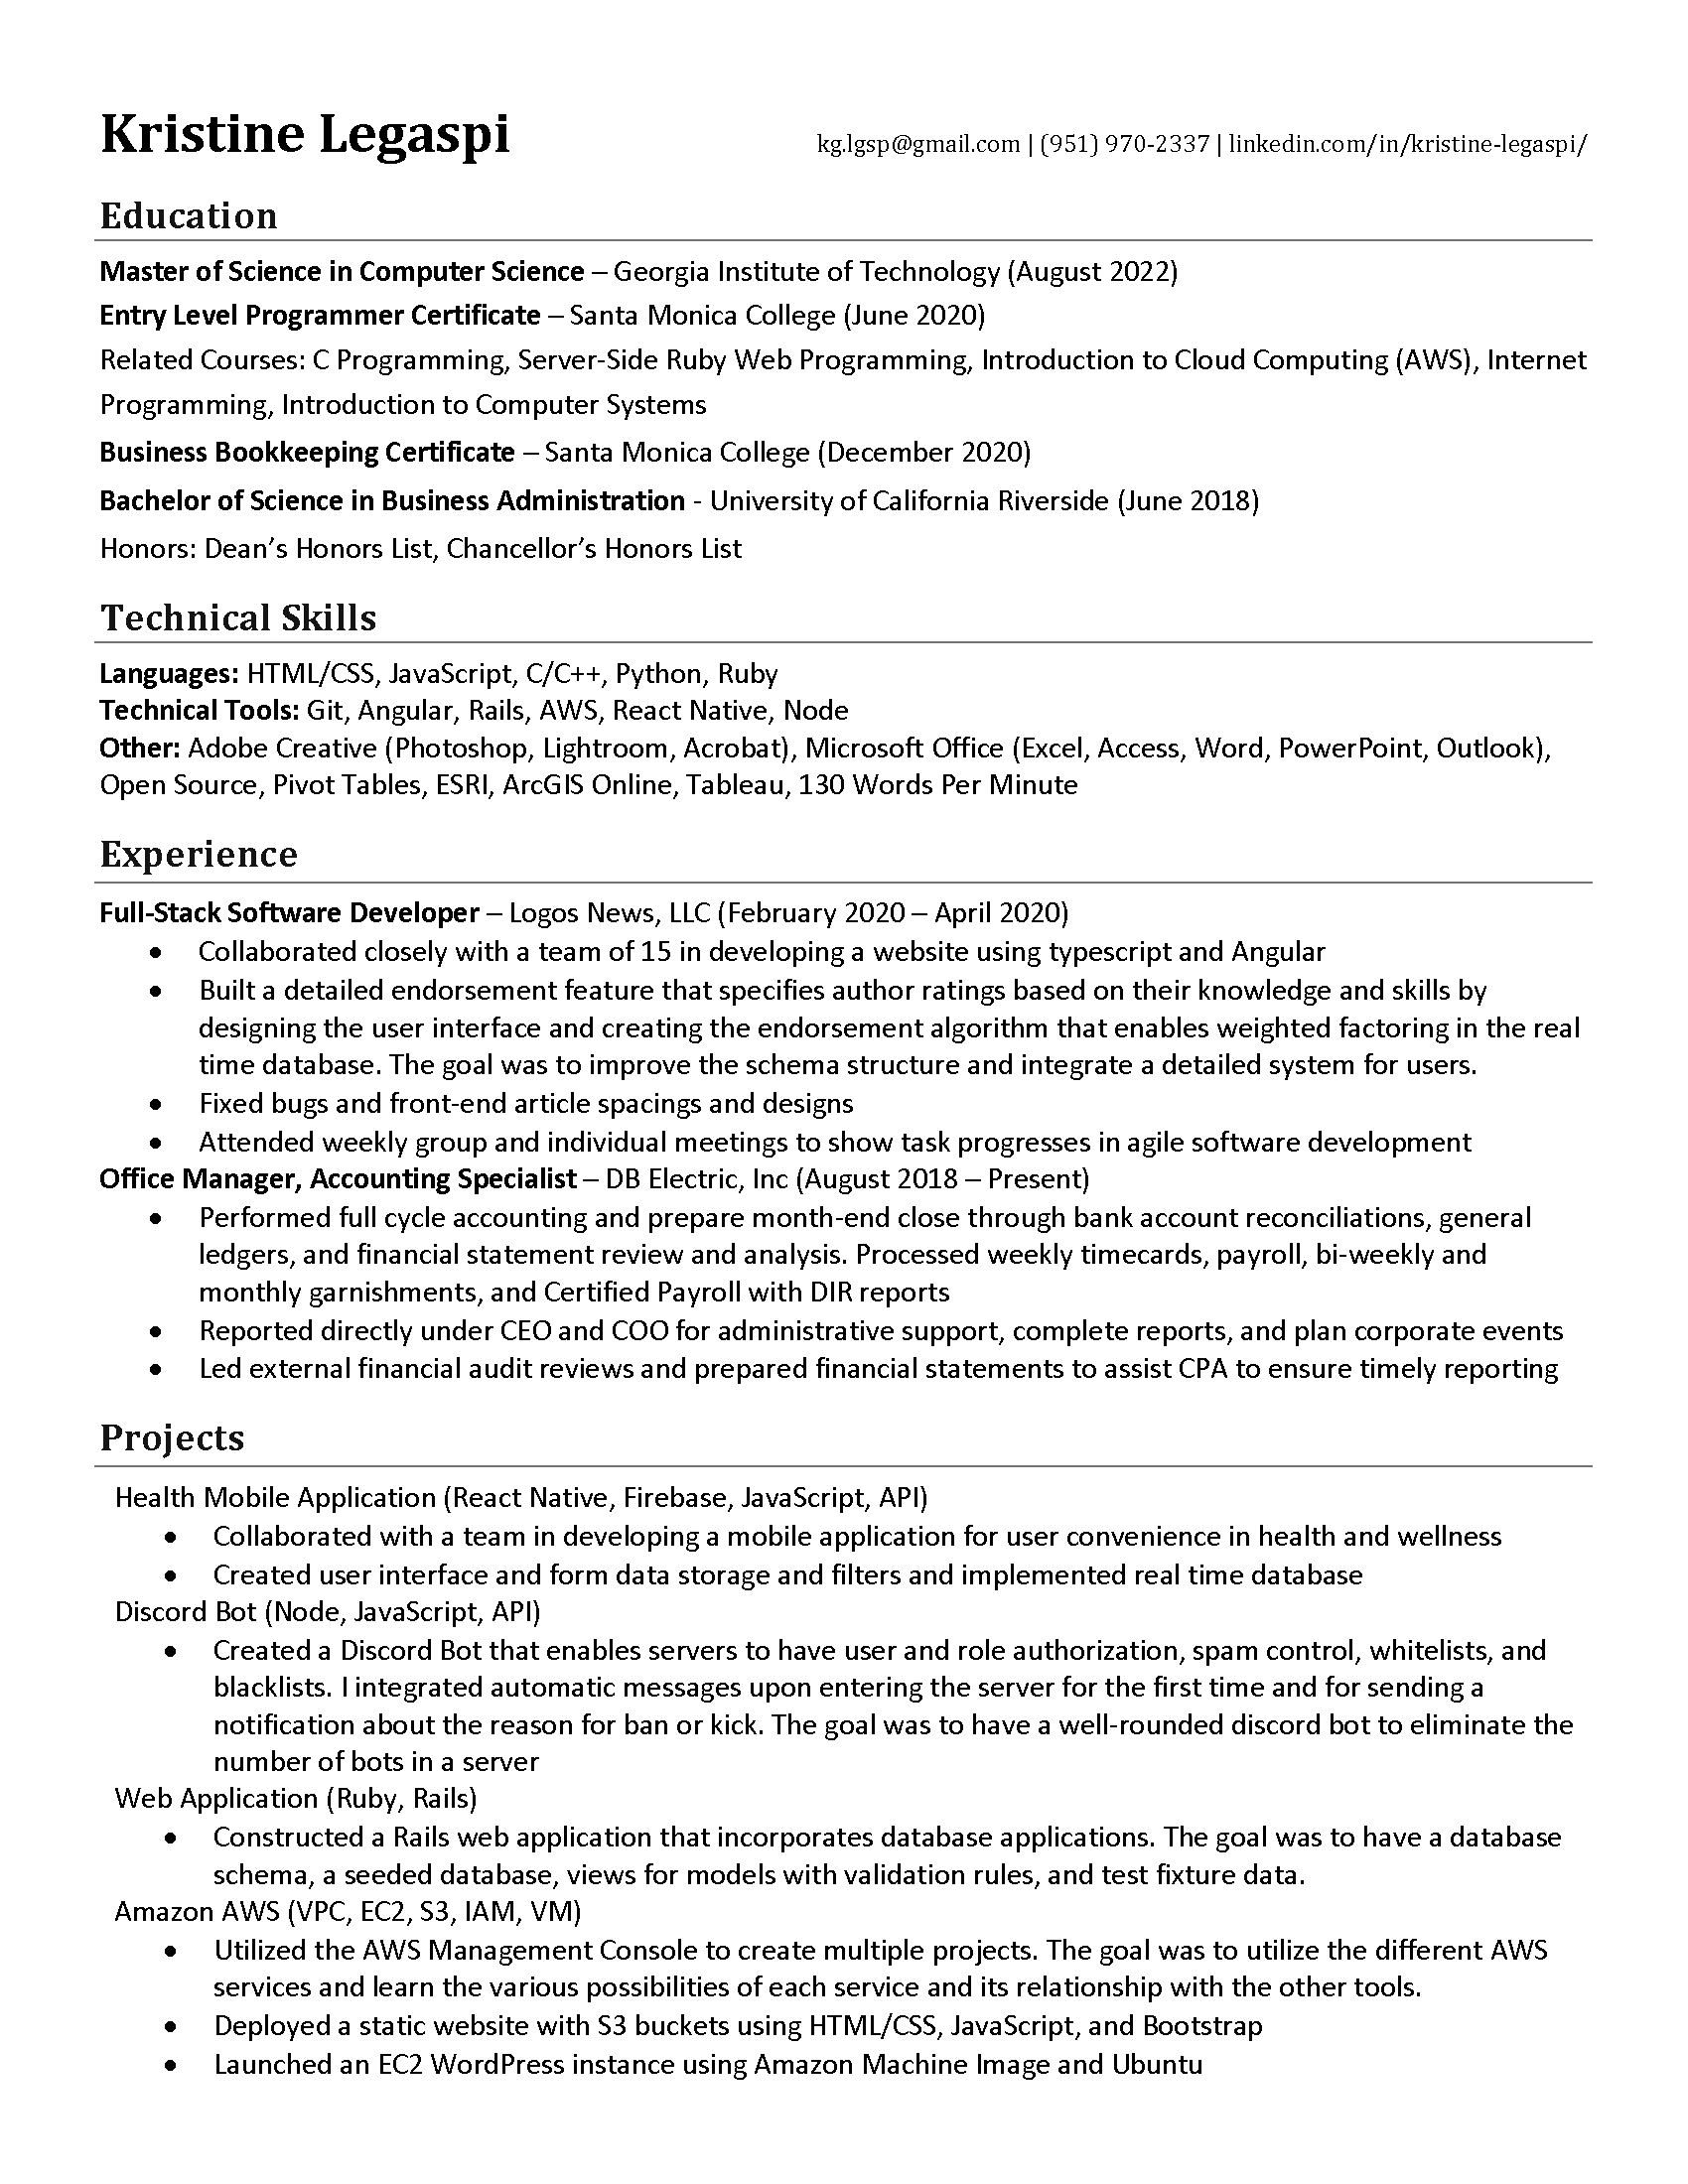 Kristine Legaspi kg.lgsp@gmail.com | (951) 970-2337 | linkedin.com/in/kristine-legaspi/
Education
Master of Science in Computer Science – Georgia Institute of Technology (August 2022)
Entry Level Programmer Certificate – Santa Monica College (June 2020)
Related Courses: C Programming, Server-Side Ruby Web Programming, Introduction to Cloud Computing (AWS), Internet
Programming, Introduction to Computer Systems
Business Bookkeeping Certificate – Santa Monica College (December 2020)
Bachelor of Science in Business Administration - University of California Riverside (June 2018)
Honors: Dean’s Honors List, Chancellor’s Honors List
Technical Skills
Languages: HTML/CSS, JavaScript, C/C++, Python, Ruby
Technical Tools: Git, Angular, Rails, AWS, React Native, Node
Other: Adobe Creative (Photoshop, Lightroom, Acrobat), Microsoft Office (Excel, Access, Word, PowerPoint, Outlook),
Open Source, Pivot Tables, ESRI, ArcGIS Online, Tableau, 130 Words Per Minute
Experience
Full-Stack Software Developer – Logos News, LLC (February 2020 – April 2020)
• Collaborated closely with a team of 15 in developing a website using typescript and Angular
• Built a detailed endorsement feature that specifies author ratings based on their knowledge and skills by
designing the user interface and creating the endorsement algorithm that enables weighted factoring in the real
time database. The goal was to improve the schema structure and integrate a detailed system for users.
• Fixed bugs and front-end article spacings and designs
• Attended weekly group and individual meetings to show task progresses in agile software development
Office Manager, Accounting Specialist – DB Electric, Inc (August 2018 – Present)
• Performed full cycle accounting and prepare month-end close through bank account reconciliations, general
ledgers, and financial statement review and analysis. Processed weekly timecards, payroll, bi-weekly and
monthly garnishments, and Certified Payroll with DIR reports
• Reported directly under CEO and COO for administrative support, complete reports, and plan corporate events
• Led external financial audit reviews and prepared financial statements to assist CPA to ensure timely reporting
Projects
Health Mobile Application (React Native, Firebase, JavaScript, API)
• Collaborated with a team in developing a mobile application for user convenience in health and wellness
• Created user interface and form data storage and filters and implemented real time database
Discord Bot (Node, JavaScript, API)
• Created a Discord Bot that enables servers to have user and role authorization, spam control, whitelists, and
blacklists. I integrated automatic messages upon entering the server for the first time and for sending a
notification about the reason for ban or kick. The goal was to have a well-rounded discord bot to eliminate the
number of bots in a server
Web Application (Ruby, Rails)
• Constructed a Rails web application that incorporates database applications. The goal was to have a database
schema, a seeded database, views for models with validation rules, and test fixture data.
Amazon AWS (VPC, EC2, S3, IAM, VM)
• Utilized the AWS Management Console to create multiple projects. The goal was to utilize the different AWS
services and learn the various possibilities of each service and its relationship with the other tools.
• Deployed a static website with S3 buckets using HTML/CSS, JavaScript, and Bootstrap
• Launched an EC2 WordPress instance using Amazon Machine Image and Ubuntu